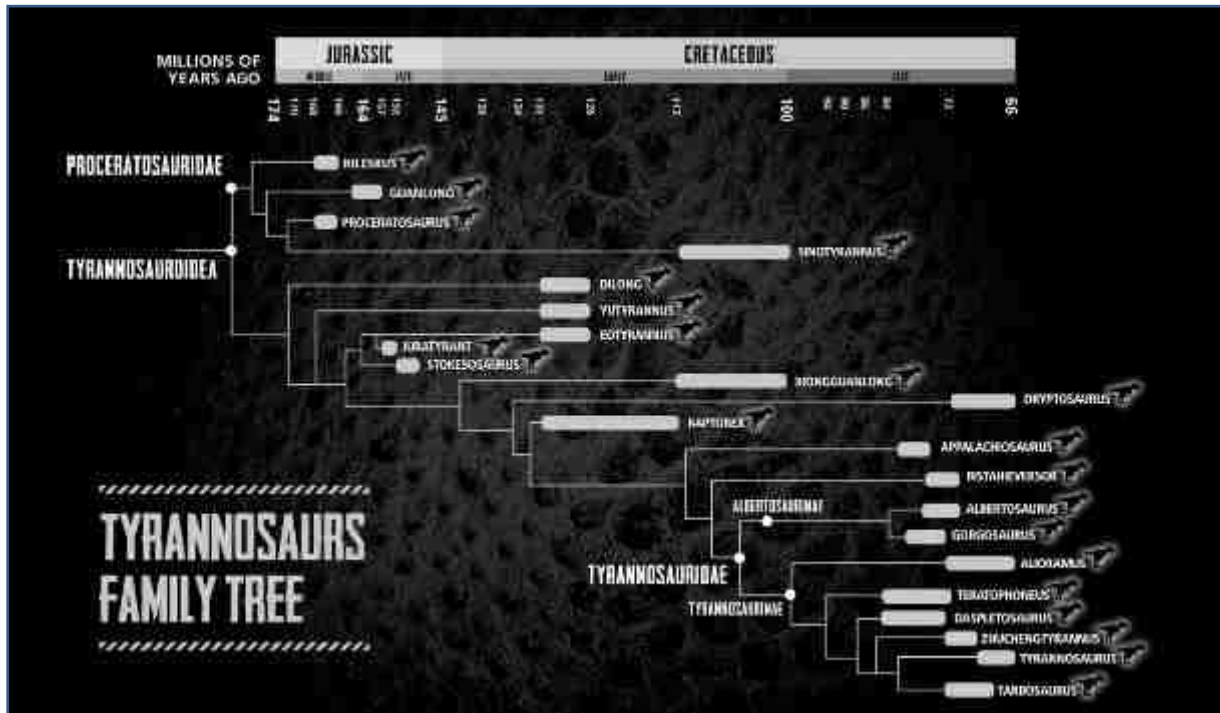 MILLIONS OF
YEARS AGO
JURASSIC
CRETACEOUS
174
164
145
100
66
PROCERATOSAURIDAE
KILESKUS
GUANLONG
PROCERATOSAURUS
TYRANNOSAUROIDEA
SINOTYRANNUS
DILONG
YUTYRANNUS
EOTYRANNUS
JURATYRANT
STOKESOSAURUS
XIONGGUANLONG
DRYPTOSAURUS
RAPTOREX
APPALACHIOSAURUS
BISTAHIEVERSOR
ALBERTOSAURINAE
ALBERTOSAURUS
GORGOSAURUS
TYRANNOSAURS
FAMILY TREE
TYRANNOSAURIDAE
ALIORAMUS
TYRANNOSAURINAE
TERATOPHONEUS
DASPLETOSAURUS
ZHUCHENGTYRANNUS
TYRANNOSAURUS
TARBOSAURUS